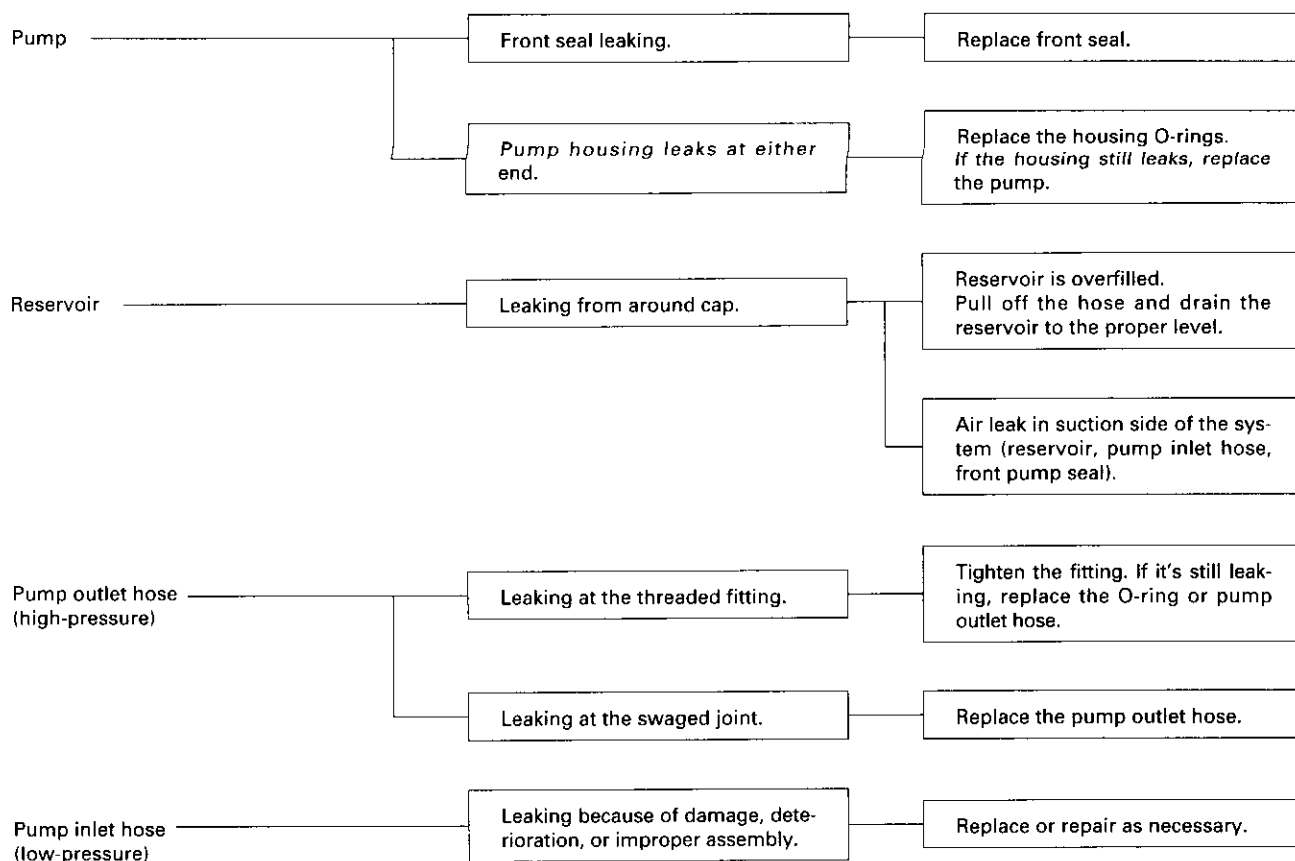 Pump
Front seal leaking.
Replace front seal.
Pump housing leaks at either
end.
Replace the housing O-rings.
If the housing still leaks, replace
the pump.
Reservoir
Leaking from around cap.
Reservoir is overfilled.
Pull off the hose and drain the
reservoir to the proper level.
Air leak in suction side of the sys-
tem (reservoir, pump inlet hose,
front pump seal).
Pump outlet hose
(high-pressure)
Leaking at the threaded fitting.
Tighten the fitting. If it's still leak-
ing, replace the O-ring or pump
outlet hose.
Leaking at the swaged joint.
Replace the pump outlet hose.
Pump inlet hose
(low-pressure)
Leaking because of damage, dete-
rioration, or improper assembly.
Replace or repair as necessary.